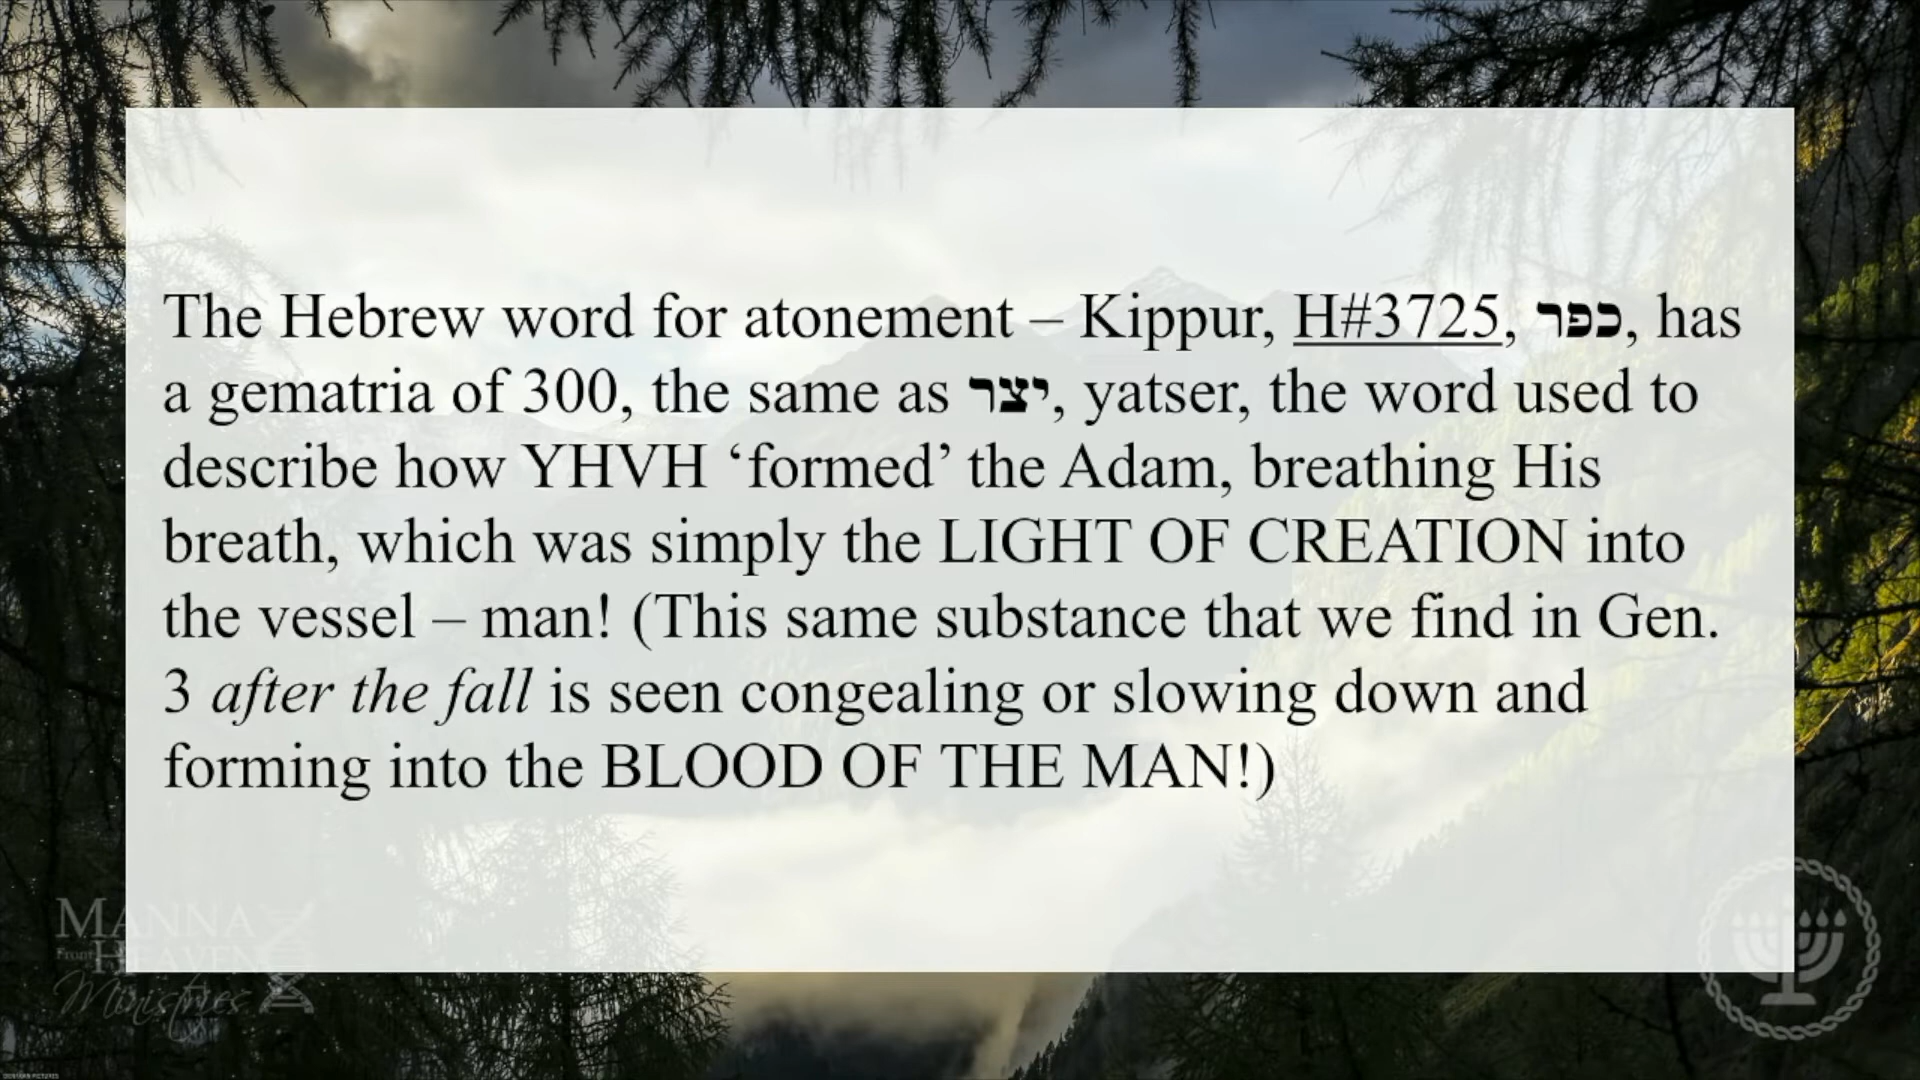 The Hebrew word for atonement – Kippur, H#3725, כפר, has
a gematria of 300, the same as יצר, yatser, the word used to
describe how YHVH ‘formed’ the Adam, breathing His
breath, which was simply the LIGHT OF CREATION into
the vessel – man! (This same substance that we find in Gen.
3 after the fall is seen congealing or slowing down and
forming into the BLOOD OF THE MAN!)
MANNA
From HEAVEN
Ministries